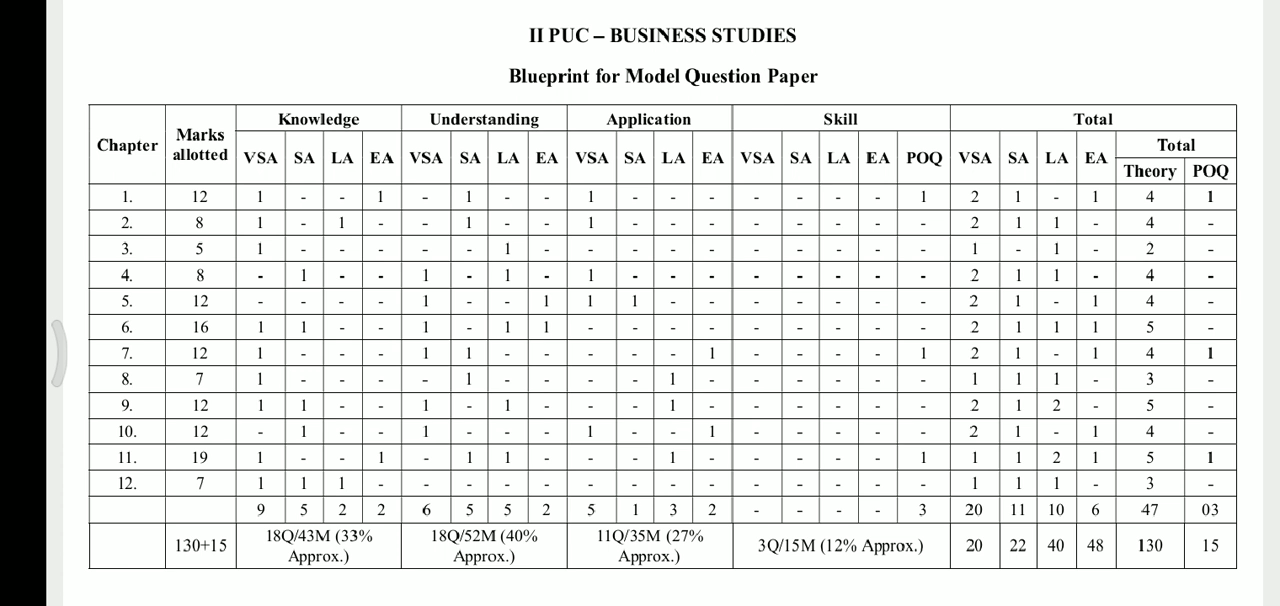 II PUC – BUSINESS STUDIES
Blueprint for Model Question Paper
Chapter Marks allotted Knowledge Understanding Application Skill Total
VSA SA LA EA VSA SA LA EA VSA SA LA EA VSA SA LA EA POQ VSA SA LA EA Total
Theory POQ
1. 12 1 - - 1 - 1 - - 1 - - - - - - - 1 2 1 - 1 4 1
2. 8 1 - 1 - - 1 - - 1 - - - - - - - - 2 1 1 - 4 -
3. 5 1 - - - - - 1 - - - - - - - - - 1 - 1 - 2 -
4. 8 - 1 - - 1 - 1 - 1 - - - - - - - - 2 1 1 - 4 -
5. 12 - - - - 1 - - 1 1 1 - - - - - - - 2 1 - 1 4 -
6. 16 1 1 - - 1 - 1 1 - - - - - - - - - 2 1 1 1 5 -
7. 12 1 - - - 1 1 - - - - - 1 - - - - 1 2 1 - 1 4 1
8. 7 1 - - - - 1 - - - - 1 - - - - - - 1 1 1 - 3 -
9. 12 1 1 - - 1 - 1 - - - 1 - - - - - - 2 1 2 - 5 -
10. 12 - 1 - - 1 - - - 1 - - 1 - - - - - 2 1 - 1 4 -
11. 19 1 - - 1 - 1 1 - - - 1 - - - - - 1 1 1 2 1 5 1
12. 7 1 1 1 - - - - - - - - - - - - - - 1 1 1 - 3 -
9 5 2 2 6 5 5 2 5 1 3 2 - - - - 3 20 11 10 6 47 03
130+15 18Q/43M (33% Approx.) 18Q/52M (40% Approx.) 11Q/35M (27% Approx.) 3Q/15M (12% Approx.) 20 22 40 48 130 15